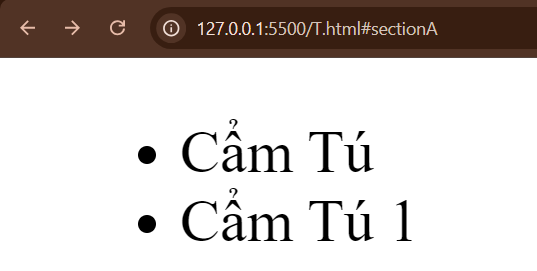 127.0.0.1:5500/T.html#sectionA
• Cẩm Tú
• Cẩm Tú 1